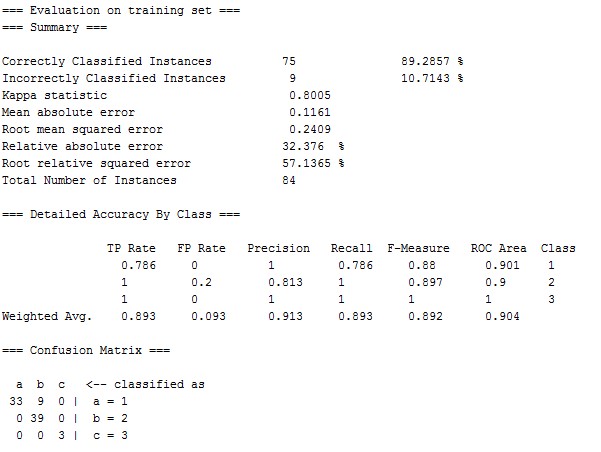 === Evaluation on training set ===
=== Summary ===
Correctly Classified Instances 75 89.2857 %
Incorrectly Classified Instances 9 10.7143 %
Kappa statistic 0.8005
Mean absolute error 0.1161
Root mean squared error 0.2409
Relative absolute error 32.376 %
Root relative squared error 57.1365 %
Total Number of Instances 84
=== Detailed Accuracy By Class ===
TP Rate FP Rate Precision Recall F-Measure ROC Area Class
0.786 0 1 0.786 0.88 0.901 1
1 0.2 0.813 1 0.897 0.9 2
1 0 1 1 1 1 3
Weighted Avg. 0.893 0.093 0.913 0.893 0.892 0.904
=== Confusion Matrix ===
a b c <-- classified as
33 9 0 | a = 1
0 39 0 | b = 2
0 0 3 | c = 3